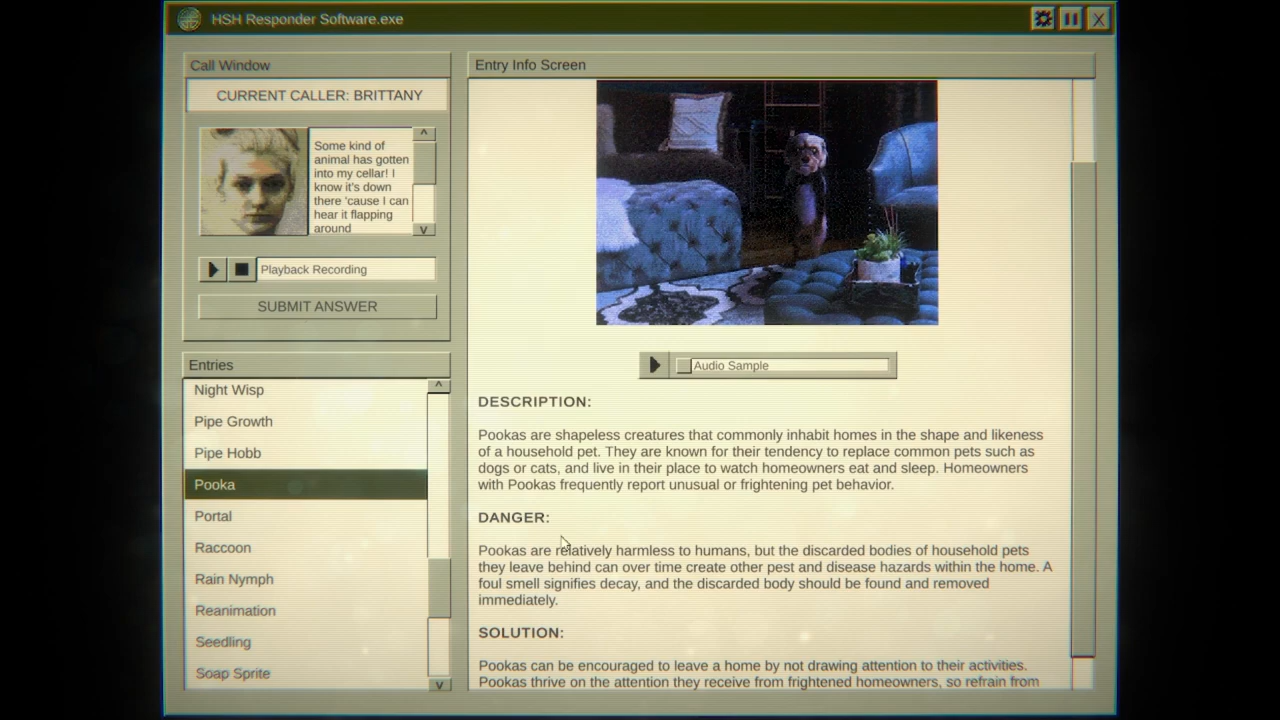 HSH Responder Software.exe
Call Window
CURRENT CALLER: BRITTANY
Some kind of
animal has gotten
into my cellar! I
know it's down
there 'cause I can
hear it flapping
around
Playback Recording
SUBMIT ANSWER
Entries
Night Wisp
Pipe Growth
Pipe Hobb
Pooka
Portal
Raccoon
Rain Nymph
Reanimation
Seedling
Soap Sprite
Entry Info Screen
Audio Sample
DESCRIPTION:
Pookas are shapeless creatures that commonly inhabit homes in the shape and likeness
of a household pet. They are known for their tendency to replace common pets such as
dogs or cats, and live in their place to watch homeowners eat and sleep. Homeowners
with Pookas frequently report unusual or frightening pet behavior.
DANGER:
Pookas are relatively harmless to humans, but the discarded bodies of household pets
they leave behind can over time create other pest and disease hazards within the home. A
foul smell signifies decay, and the discarded body should be found and removed
immediately.
SOLUTION:
Pookas can be encouraged to leave a home by not drawing attention to their activities.
Pookas thrive on the attention they receive from frightened homeowners, so refrain from